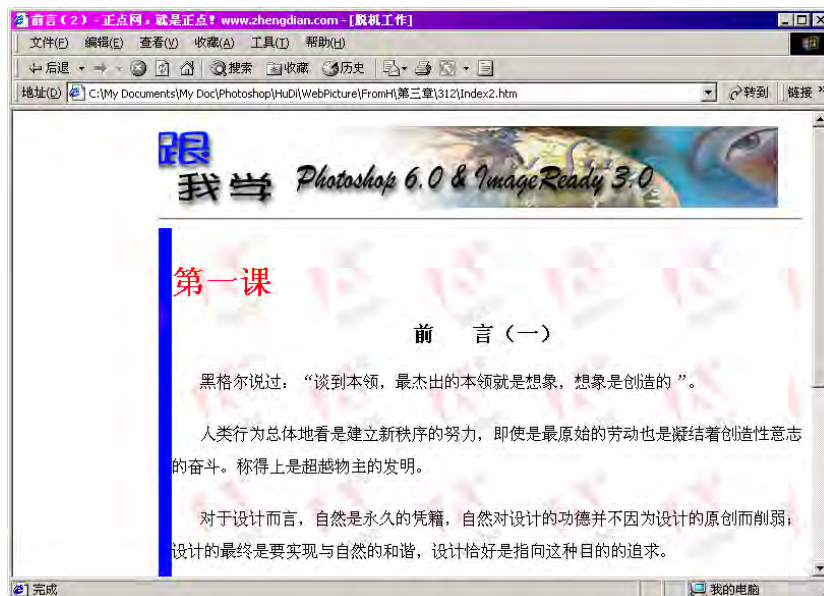 前言（2）- 正点网，就是正点！www.zhengdian.com - [脱机工作]
文件(F) 编辑(E) 查看(V) 收藏(A) 工具(T) 帮助(H)
后退 搜索 收藏 历史
地址(D) C:\My Documents\My Doc\Photoshop\HuDi\WebPicture\FromH\第三章\312\Index2.htm 转到 链接 »
跟
我学 Photoshop 6.0 & ImageReady 3.0
第一课
前 言（一）
黑格尔说过：“谈到本领，最杰出的本领就是想象，想象是创造的 ”。
人类行为总体地看是建立新秩序的努力，即使是最原始的劳动也是凝结着创造性意志
的奋斗。称得上是超越物主的发明。
对于设计而言，自然是永久的凭籍，自然对设计的功德并不因为设计的原创而削弱；
设计的最终是要实现与自然的和谐，设计恰好是指向这种目的的追求。
完成 我的电脑